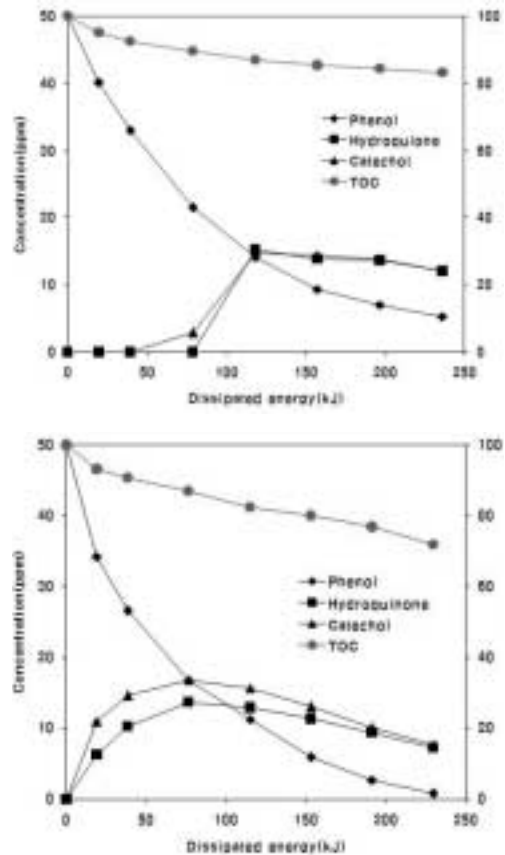 50 100
40 80
30 60
20 40
10 20
0 0
0 50 100 150 200 250
Concentration(ppm)
Dissipated energy(kJ)
Phenol
Hydroquinone
Catechol
TOC
50 100
40 80
30 60
20 40
10 20
0 0
0 50 100 150 200 250
Concentration(ppm)
Dissipated energy(kJ)
Phenol
Hydroquinone
Catechol
TOC